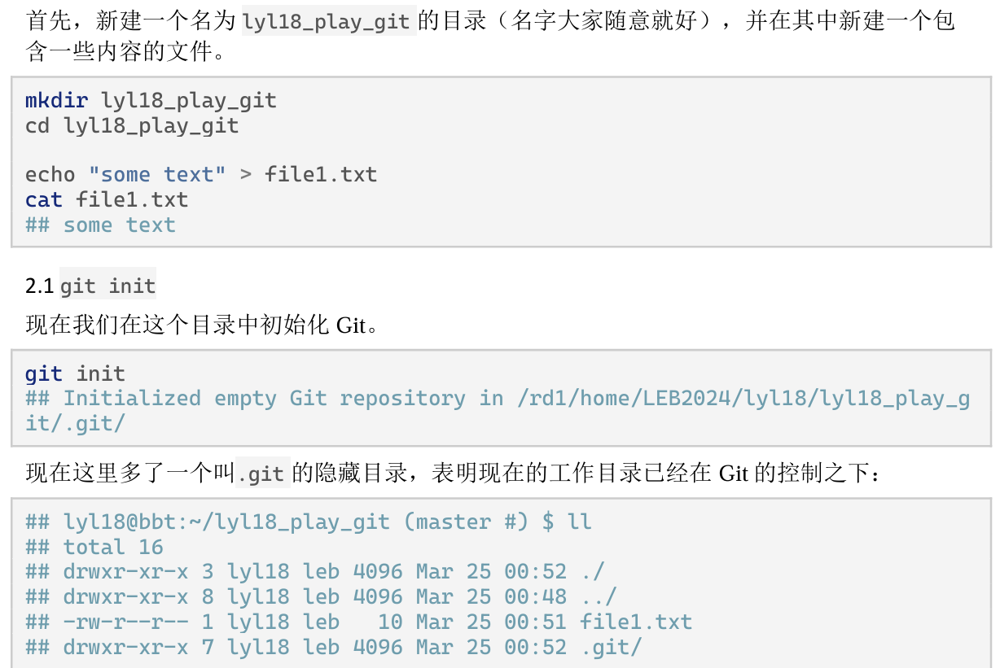 首先，新建一个名为 lyl18_play_git 的目录（名字大家随意就好），并在其中新建一个包
含一些内容的文件。
mkdir lyl18_play_git
cd lyl18_play_git
echo "some text" > file1.txt
cat file1.txt
## some text
2.1 git init
现在我们在这个目录中初始化 Git。
git init
## Initialized empty Git repository in /rd1/home/LEB2024/lyl18/lyl18_play_g
it/.git/
现在这里多了一个叫.git 的隐藏目录，表明现在的工作目录已经在 Git 的控制之下：
## lyl18@bbt:~/lyl18_play_git (master #) $ ll
## total 16
## drwxr-xr-x 3 lyl18 leb 4096 Mar 25 00:52 ./
## drwxr-xr-x 8 lyl18 leb 4096 Mar 25 00:48 ../
## -rw-r--r-- 1 lyl18 leb   10 Mar 25 00:51 file1.txt
## drwxr-xr-x 7 lyl18 leb 4096 Mar 25 00:52 .git/